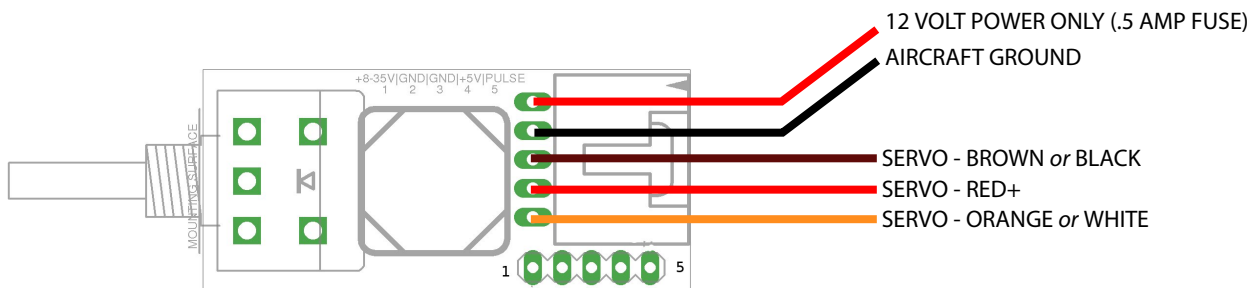 12 VOLT POWER ONLY (.5 AMP FUSE)
AIRCRAFT GROUND
+8-35V|GND|GND|+5V|PULSE
1 2 3 4 5
MOUNTING SURFACE
SERVO - BROWN or BLACK
SERVO - RED+
SERVO - ORANGE or WHITE
1 5